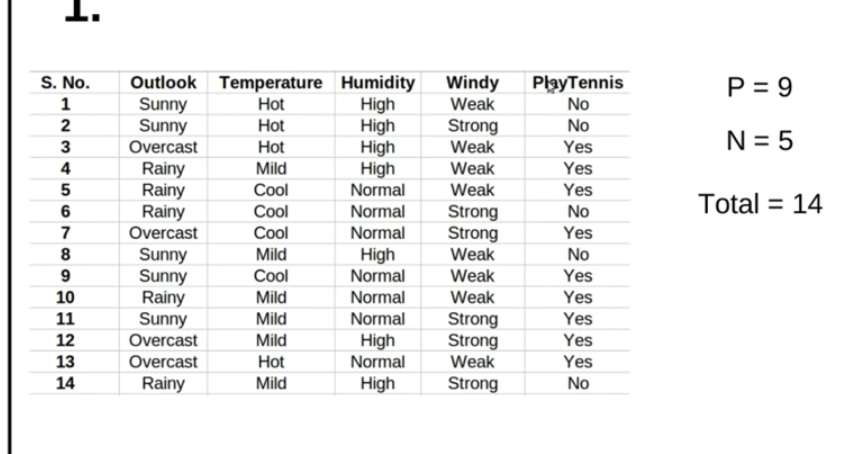 1.
S. No. Outlook Temperature Humidity Windy PlayTennis
1 Sunny Hot High Weak No
2 Sunny Hot High Strong No
3 Overcast Hot High Weak Yes
4 Rainy Mild High Weak Yes
5 Rainy Cool Normal Weak Yes
6 Rainy Cool Normal Strong No
7 Overcast Cool Normal Strong Yes
8 Sunny Mild High Weak No
9 Sunny Cool Normal Weak Yes
10 Rainy Mild Normal Weak Yes
11 Sunny Mild Normal Strong Yes
12 Overcast Mild High Strong Yes
13 Overcast Hot Normal Weak Yes
14 Rainy Mild High Strong No
P = 9
N = 5
Total = 14